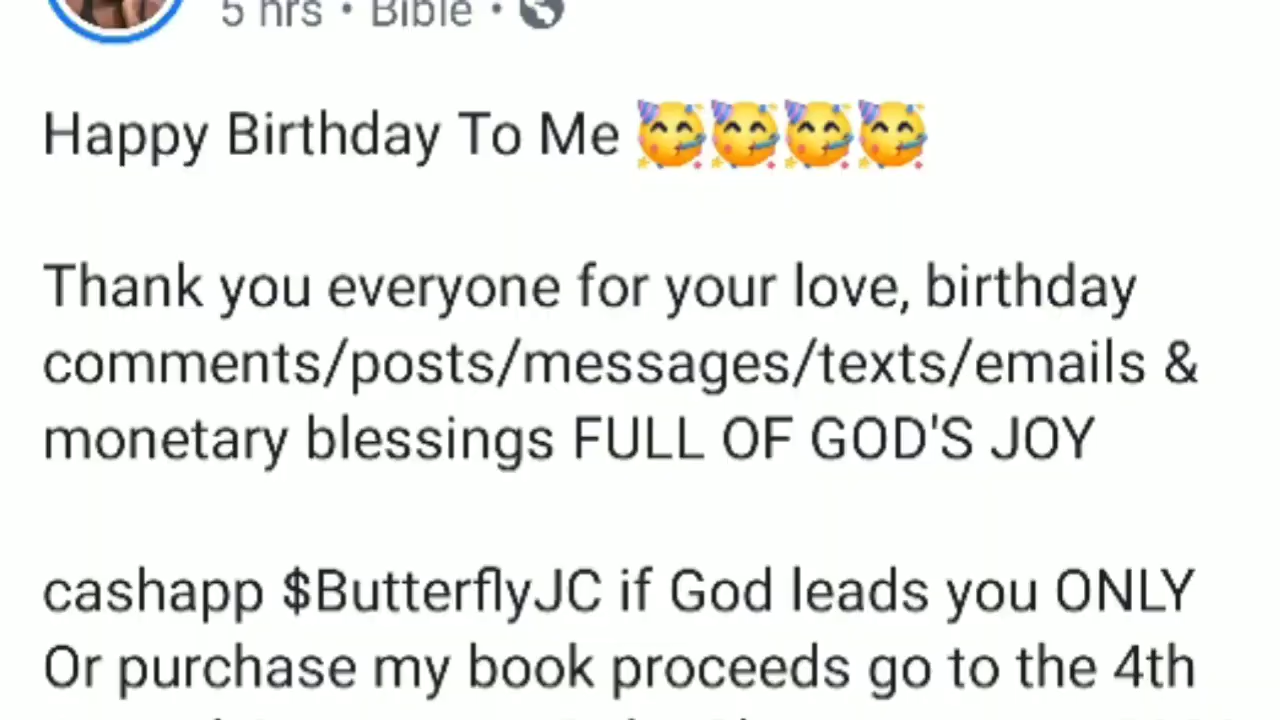 5 hrs • Bible •
Happy Birthday To Me 🥳🥳🥳🥳
Thank you everyone for your love, birthday
comments/posts/messages/texts/emails &
monetary blessings FULL OF GOD'S JOY
cashapp $ButterflyJC if God leads you ONLY
Or purchase my book proceeds go to the 4th